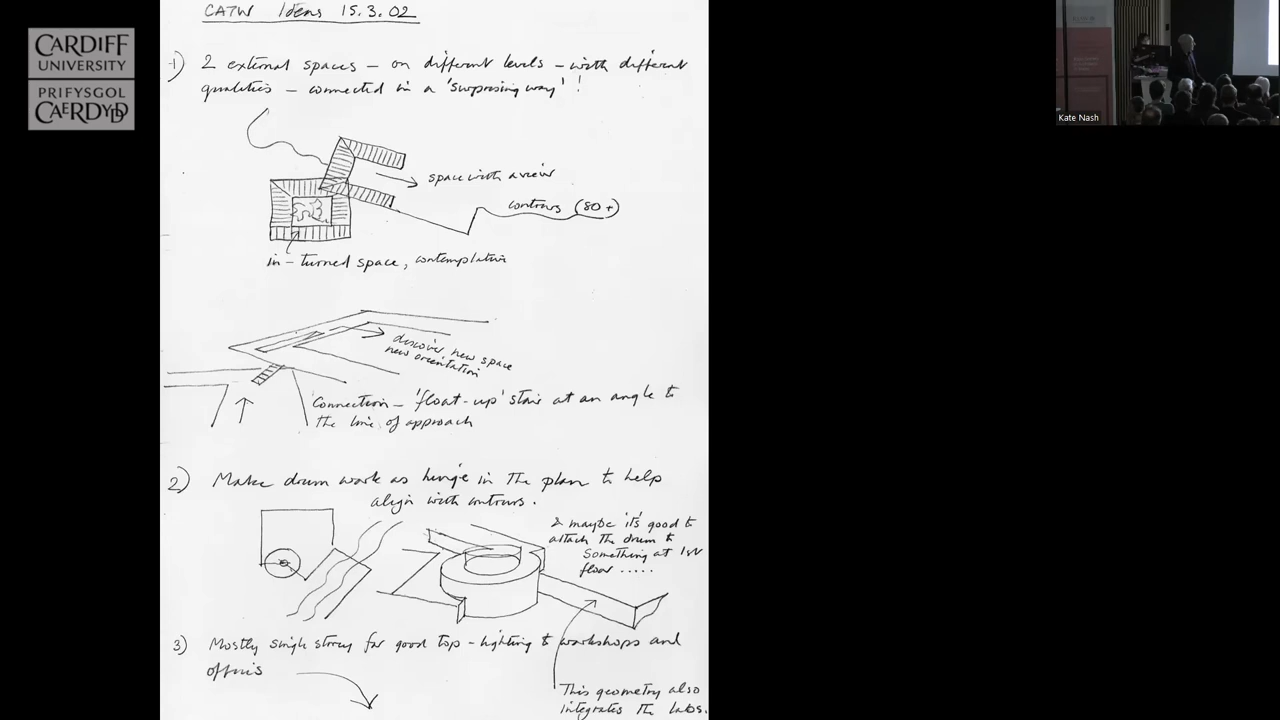 CATW Ideas 15.3.02
1) 2 external spaces – on different levels – with different
qualities – connected in a 'surprising way' !
space with a view
contours (80+)
in-turned space, contemplative
discover new space
new orientation
Connection – 'float-up' stair at an angle to
the line of approach
2) Make drum work as hinge in the plan to help
align with contours.
& maybe it's good to
attach the drum to
something at 1st
floor .....
3) Mostly single storey for good top-lighting to workshops and
offices
This geometry also
integrates the labs.
CARDIFF
UNIVERSITY
PRIFYSGOL
CAERDYDD
Kate Nash